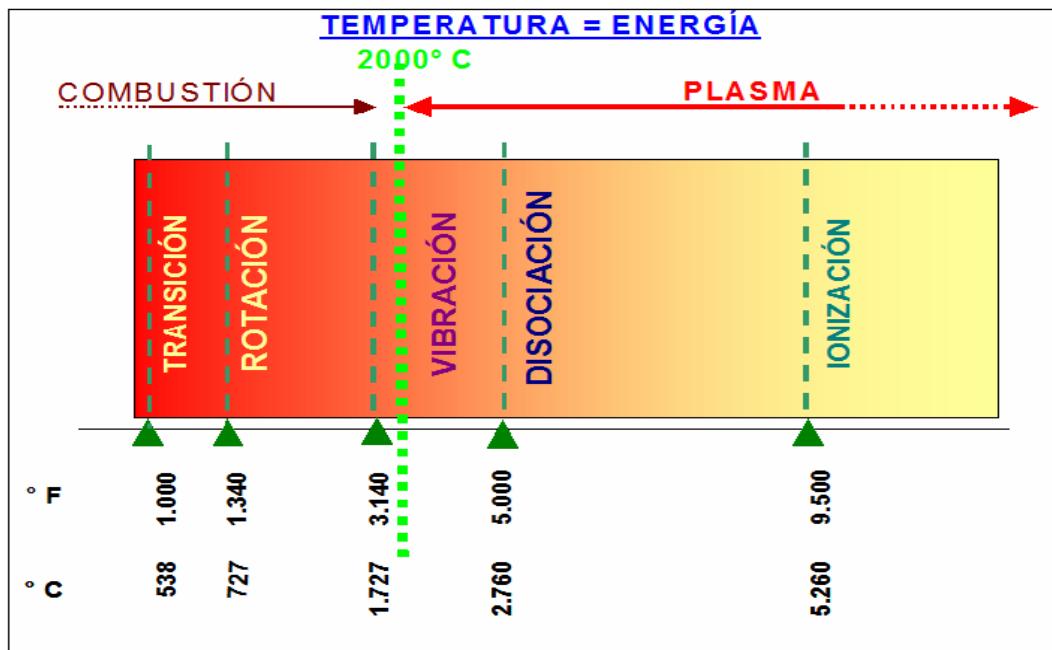 TEMPERATURA = ENERGÍA
2000° C
COMBUSTIÓN
PLASMA
TRANSICIÓN
ROTACIÓN
VIBRACIÓN
DISOCIACIÓN
IONIZACIÓN
° F 1.000 1.340 3.140 5.000 9.500
° C 538 727 1.727 2.760 5.260